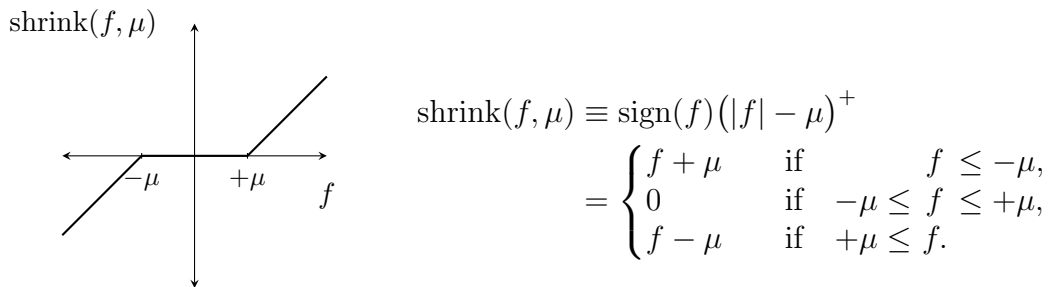 shrink(f, μ)
−μ
+μ
f
shrink(f, μ) ≡ sign(f)(|f| − μ)⁺
= { f + μ if f ≤ −μ,
0 if −μ ≤ f ≤ +μ,
f − μ if +μ ≤ f.